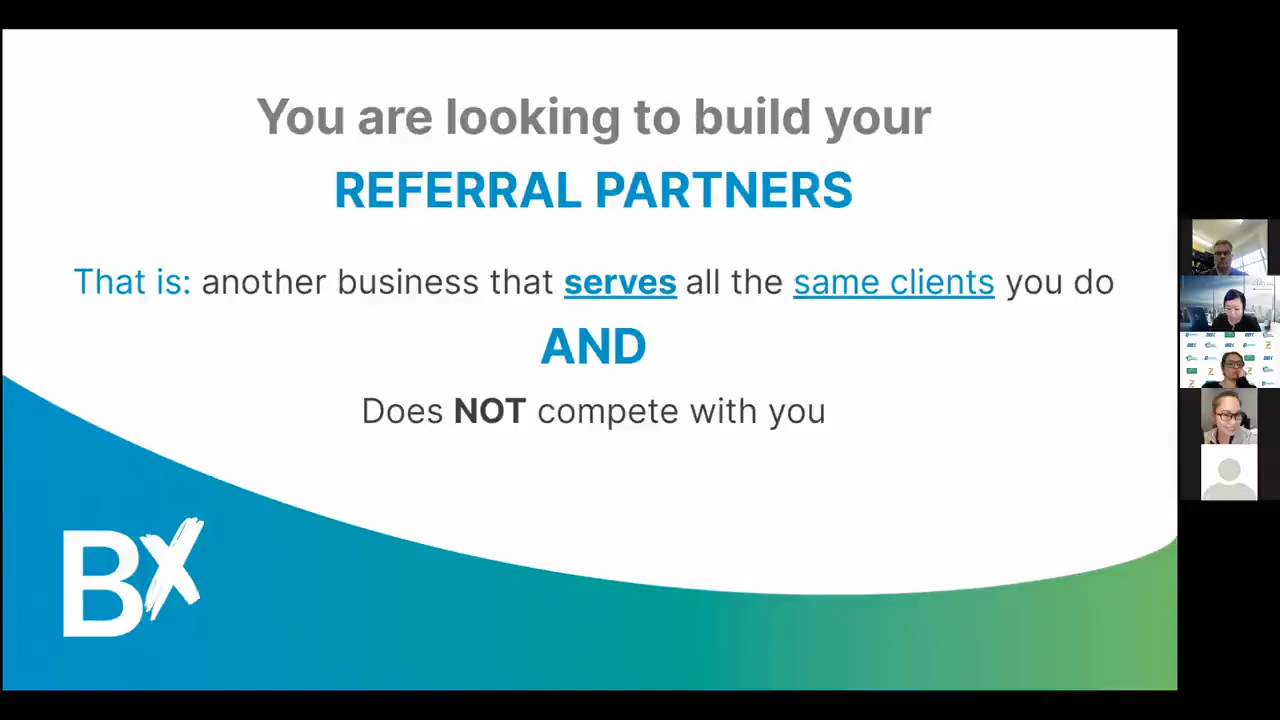 You are looking to build your
REFERRAL PARTNERS
That is: another business that serves all the same clients you do
AND
Does NOT compete with you
Bx